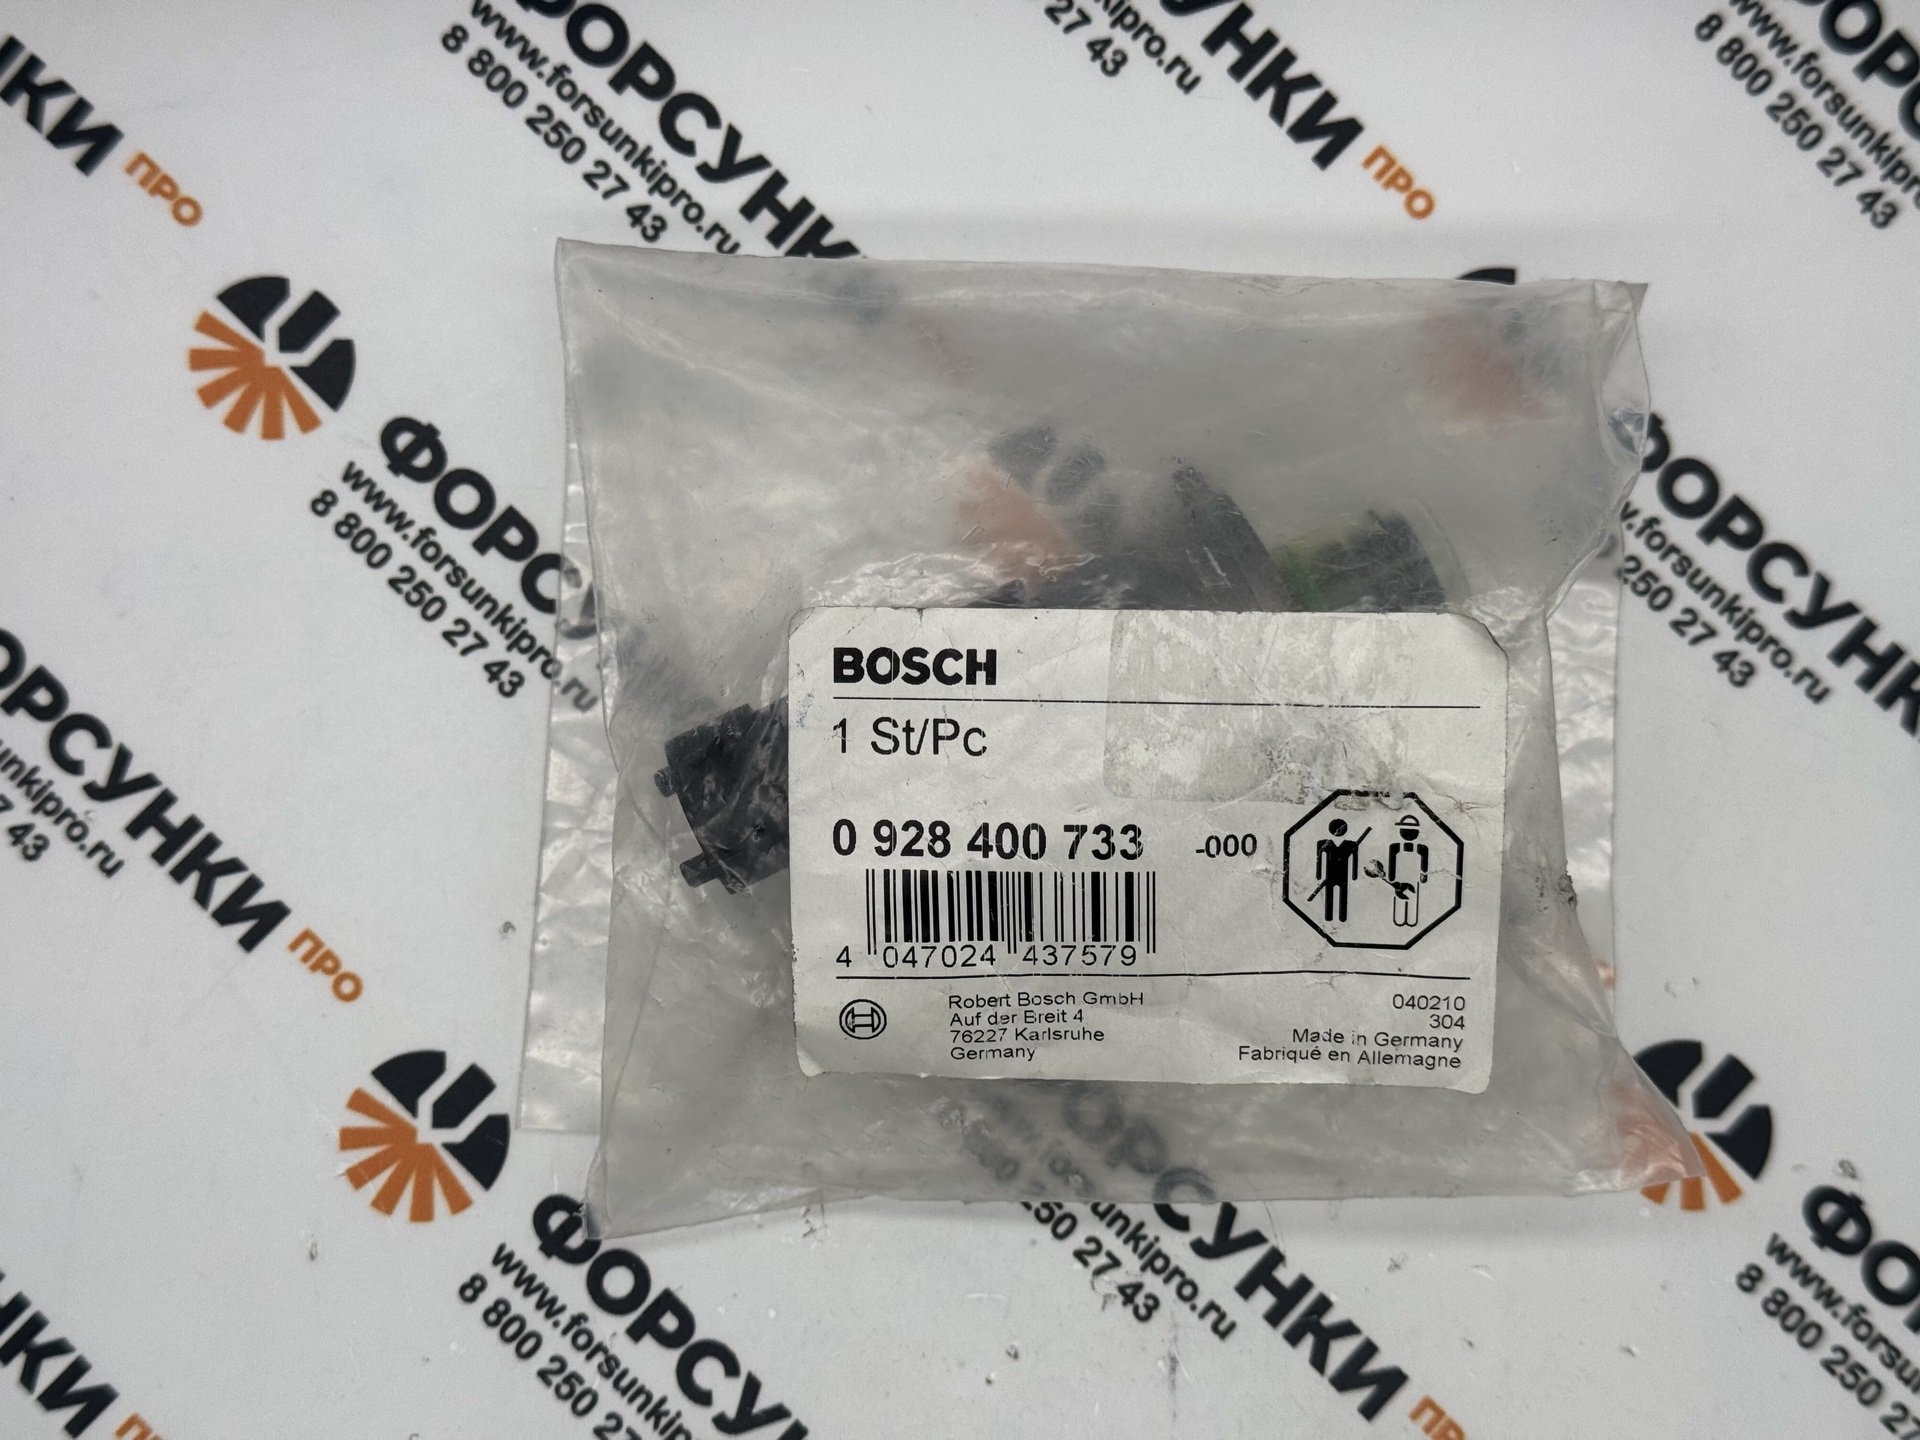 ФОРСУНКИ ПРО
www.forsunkipro.ru
8 800 250 27 43
BOSCH
1 St/Pc
0 928 400 733 -000
4 047024 437579
Robert Bosch GmbH
Auf der Breit 4
76227 Karlsruhe
Germany
040210
304
Made in Germany
Fabriqué en Allemagne